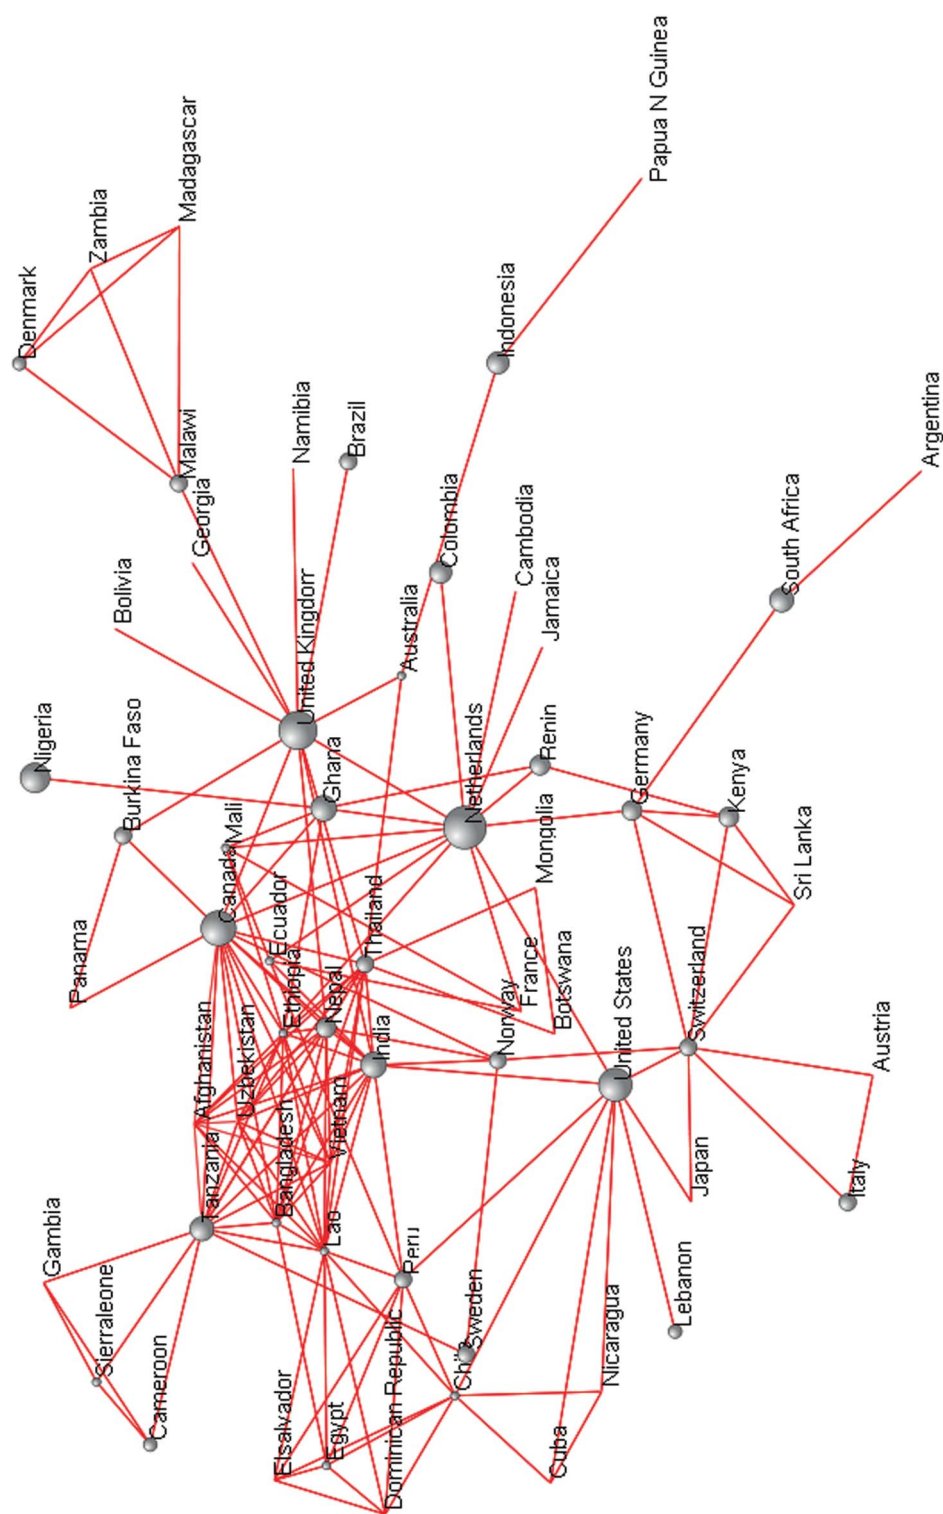 Papua N Guinea
Madagascar
Zambia
Denmark
Indonesia
Malawi
Georgia
Namibia
Brazil
Argentina
Colombia
Cambodia
South Africa
Bolivia
Jamaica
Australia
United Kingdom
Nigeria
Burkina Faso
Ghana
Benin
Netherlands
Germany
Kenya
Mali
Mongolia
Sri Lanka
Canada
Ecuador
Thailand
Panama
Ethiopia
Nepal
France
Botswana
Afghanistan
Uzbekistan
India
Norway
United States
Switzerland
Austria
Vietnam
Bangladesh
Tanzania
Lao
Japan
Italy
Gambia
Peru
Lebanon
Sierraleone
Sweden
Chile
Nicaragua
Cameroon
Elsalvador
Egypt
Dominican Republic
Cuba